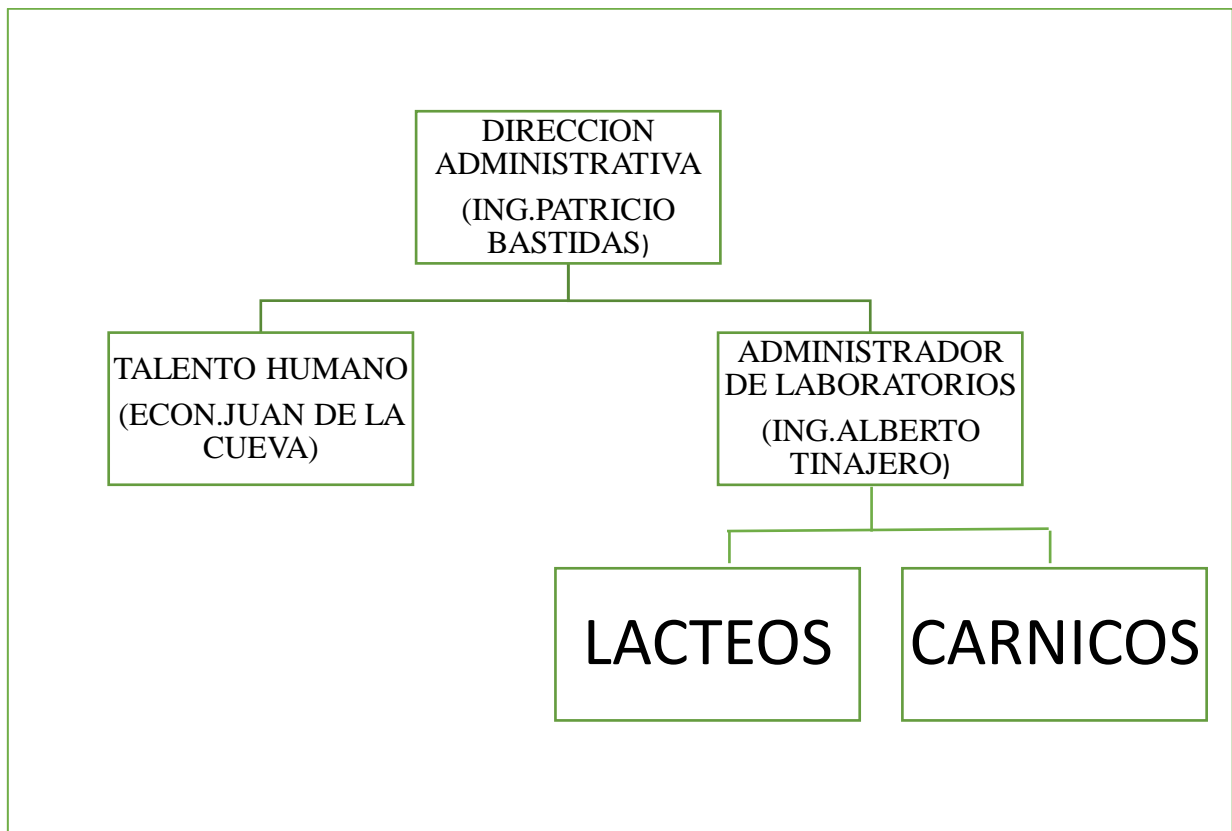 DIRECCION
ADMINISTRATIVA
(ING.PATRICIO
BASTIDAS)
TALENTO HUMANO
(ECON.JUAN DE LA
CUEVA)
ADMINISTRADOR
DE LABORATORIOS
(ING.ALBERTO
TINAJERO)
LACTEOS
CARNICOS